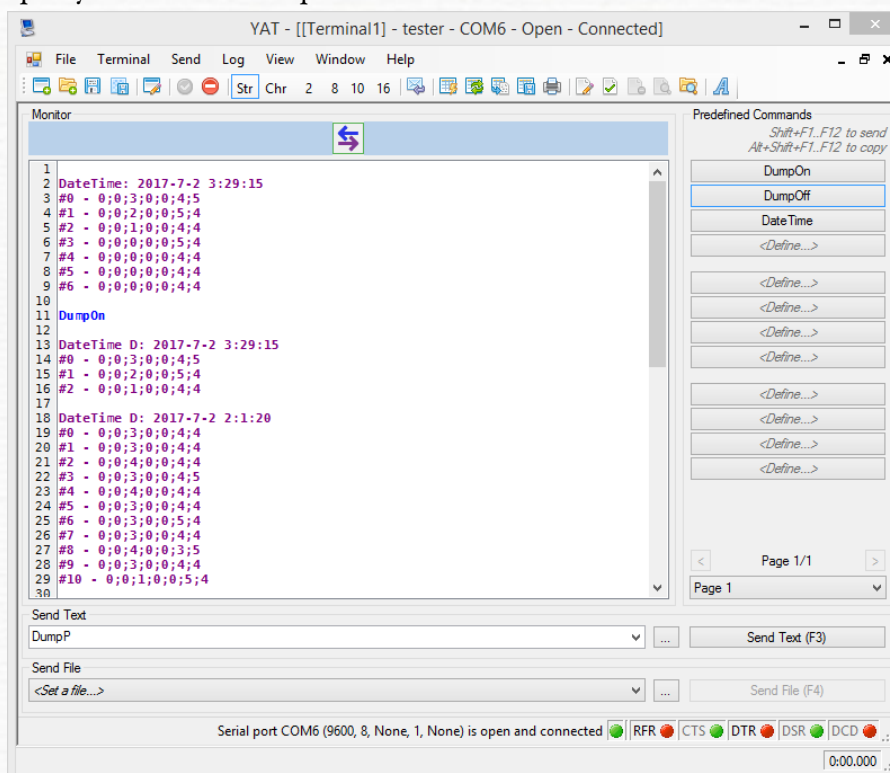 YAT - [[Terminal1] - tester - COM6 - Open - Connected]
File Terminal Send Log View Window Help
Str Chr 2 8 10 16
Monitor
1
2 DateTime: 2017-7-2 3:29:15
3 #0 - 0;0;3;0;0;4;5
4 #1 - 0;0;2;0;0;5;4
5 #2 - 0;0;1;0;0;4;4
6 #3 - 0;0;0;0;0;5;4
7 #4 - 0;0;0;0;0;4;4
8 #5 - 0;0;0;0;0;4;4
9 #6 - 0;0;0;0;0;4;4
10
11 DumpOn
12
13 DateTime D: 2017-7-2 3:29:15
14 #0 - 0;0;3;0;0;4;5
15 #1 - 0;0;2;0;0;5;4
16 #2 - 0;0;1;0;0;4;4
17
18 DateTime D: 2017-7-2 2:1:20
19 #0 - 0;0;3;0;0;4;4
20 #1 - 0;0;3;0;0;4;4
21 #2 - 0;0;4;0;0;4;4
22 #3 - 0;0;3;0;0;4;5
23 #4 - 0;0;4;0;0;4;4
24 #5 - 0;0;3;0;0;4;4
25 #6 - 0;0;3;0;0;5;4
26 #7 - 0;0;3;0;0;4;4
27 #8 - 0;0;4;0;0;3;5
28 #9 - 0;0;3;0;0;4;4
29 #10 - 0;0;1;0;0;5;4
30
Predefined Commands
Shift+F1..F12 to send
Alt+Shift+F1..F12 to copy
DumpOn
DumpOff
DateTime
<Define...>
<Define...>
<Define...>
<Define...>
<Define...>
<Define...>
<Define...>
<Define...>
<Define...>
< Page 1/1 >
Page 1
Send Text
DumpP ... Send Text (F3)
Send File
<Set a file...> ... Send File (F4)
Serial port COM6 (9600, 8, None, 1, None) is open and connected RFR CTS DTR DSR DCD
0:00.000